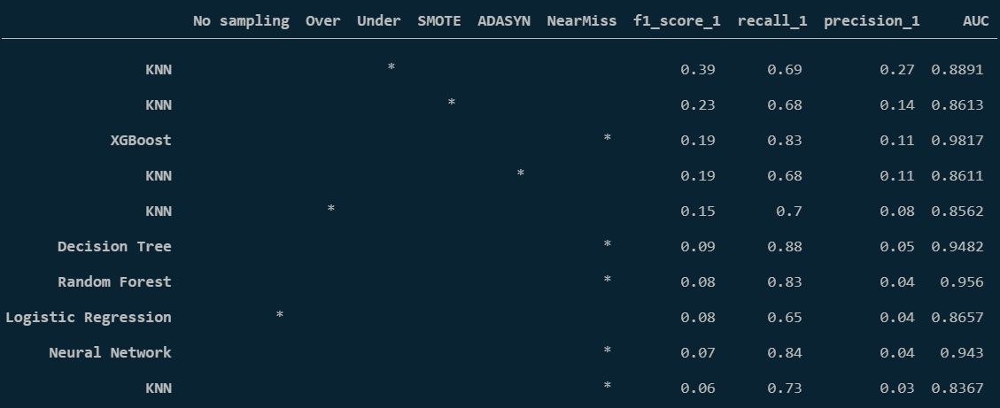 No sampling Over Under SMOTE ADASYN NearMiss f1_score_1 recall_1 precision_1 AUC
KNN * 0.39 0.69 0.27 0.8891
KNN * 0.23 0.68 0.14 0.8613
XGBoost * 0.19 0.83 0.11 0.9817
KNN * 0.19 0.68 0.11 0.8611
KNN * 0.15 0.7 0.08 0.8562
Decision Tree * 0.09 0.88 0.05 0.9482
Random Forest * 0.08 0.83 0.04 0.956
Logistic Regression * 0.08 0.65 0.04 0.8657
Neural Network * 0.07 0.84 0.04 0.943
KNN * 0.06 0.73 0.03 0.8367